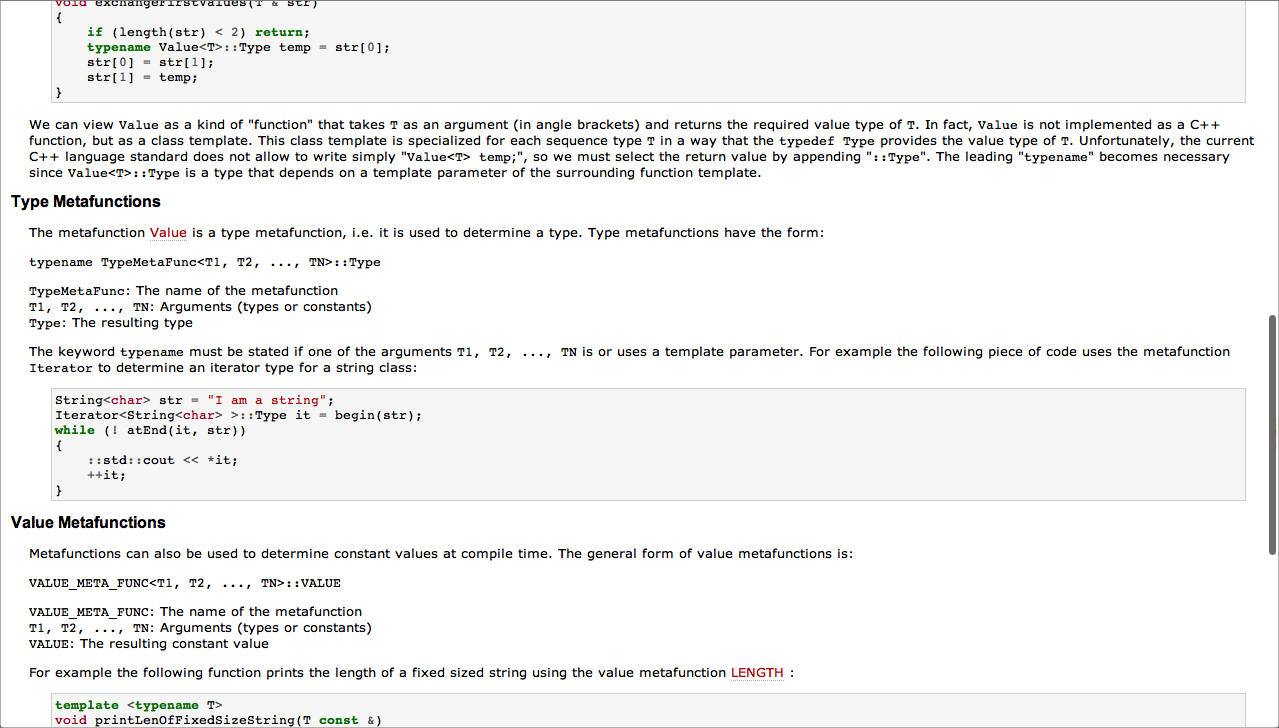 void exchangeFirstValues(T & str)
{
    if (length(str) < 2) return;
    typename Value<T>::Type temp = str[0];
    str[0] = str[1];
    str[1] = temp;
}
We can view Value as a kind of "function" that takes T as an argument (in angle brackets) and returns the required value type of T. In fact, Value is not implemented as a C++
function, but as a class template. This class template is specialized for each sequence type T in a way that the typedef Type provides the value type of T. Unfortunately, the current
C++ language standard does not allow to write simply "Value<T> temp;", so we must select the return value by appending "::Type". The leading "typename" becomes necessary
since Value<T>::Type is a type that depends on a template parameter of the surrounding function template.
Type Metafunctions
The metafunction Value is a type metafunction, i.e. it is used to determine a type. Type metafunctions have the form:
typename TypeMetaFunc<T1, T2, ..., TN>::Type
TypeMetaFunc: The name of the metafunction
T1, T2, ..., TN: Arguments (types or constants)
Type: The resulting type
The keyword typename must be stated if one of the arguments T1, T2, ..., TN is or uses a template parameter. For example the following piece of code uses the metafunction
Iterator to determine an iterator type for a string class:
String<char> str = "I am a string";
Iterator<String<char> >::Type it = begin(str);
while (! atEnd(it, str))
{
    ::std::cout << *it;
    ++it;
}
Value Metafunctions
Metafunctions can also be used to determine constant values at compile time. The general form of value metafunctions is:
VALUE_META_FUNC<T1, T2, ..., TN>::VALUE
VALUE_META_FUNC: The name of the metafunction
T1, T2, ..., TN: Arguments (types or constants)
VALUE: The resulting constant value
For example the following function prints the length of a fixed sized string using the value metafunction LENGTH :
template <typename T>
void printLenOfFixedSizeString(T const &)